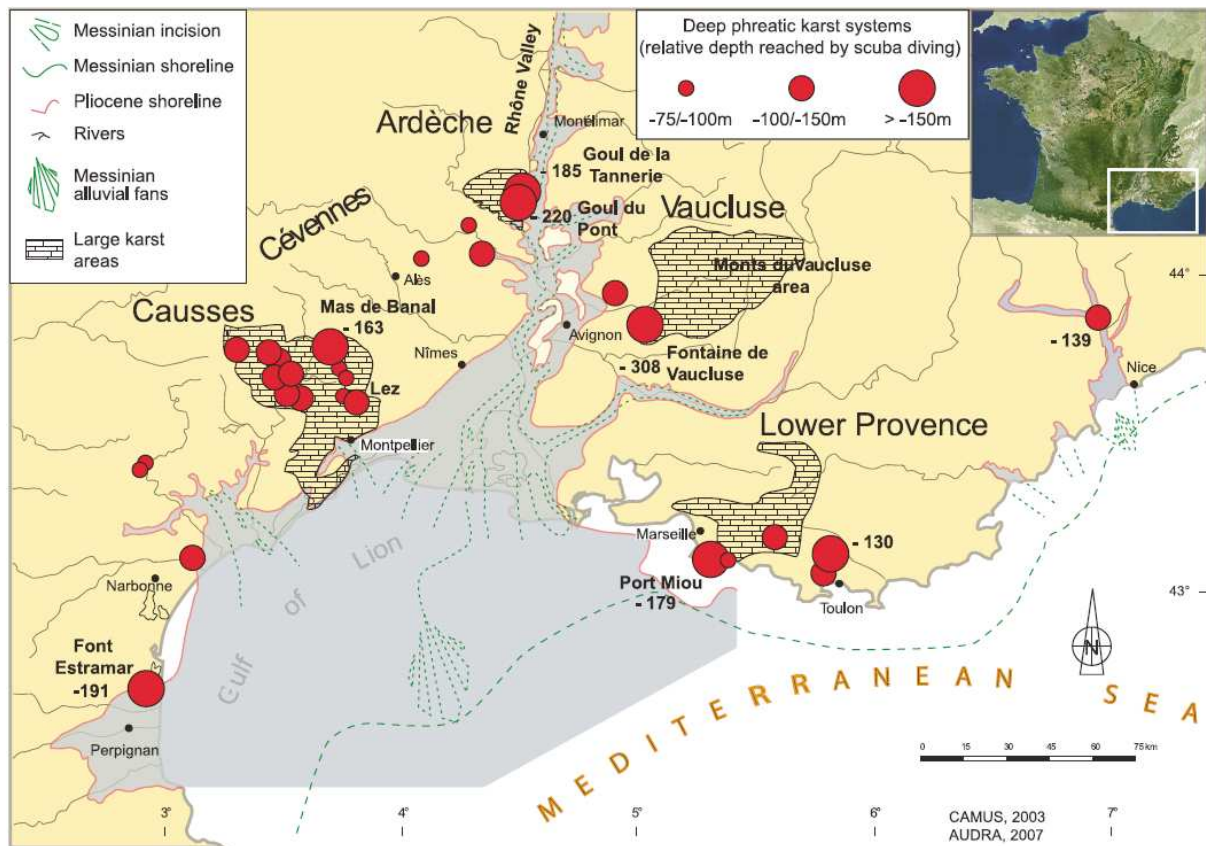 Messinian incision
Messinian shoreline
Pliocene shoreline
Rivers
Messinian
alluvial fans
Large karst
areas
Deep phreatic karst systems
(relative depth reached by scuba diving)
-75/-100m
-100/-150m
> -150m
Rhône Valley
Montélimar
Ardèche
- 185
Goul de la
Tannerie
- 220
Goul du
Pont
Vaucluse
Cévennes
Alès
Monts duVaucluse
area
44°
Causses
Mas de Banal
- 163
Avignon
- 139
Nîmes
- 308
Fontaine de
Vaucluse
Nice
Lez
Lower Provence
Montpellier
Marseille
- 130
Gulf of Lion
Narbonne
Port Miou
- 179
Toulon
43°
Font
Estramar
-191
N
MEDITERRANEAN SEA
Perpignan
0 15 30 45 60 75 km
3°
4°
5°
6°
7°
CAMUS, 2003
AUDRA, 2007